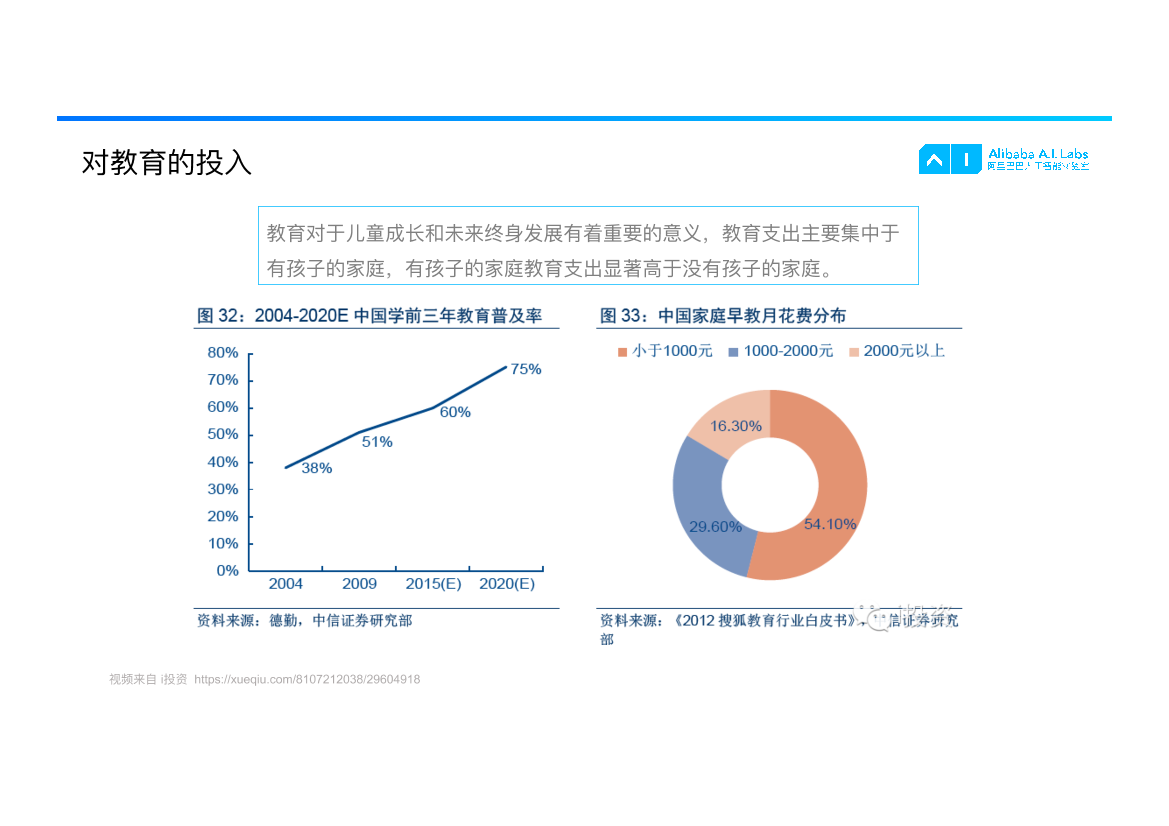 对教育的投入
Alibaba A.I. Labs
阿里巴巴人工智能实验室
教育对于儿童成长和未来终身发展有着重要的意义，教育支出主要集中于
有孩子的家庭，有孩子的家庭教育支出显著高于没有孩子的家庭。
图 32：2004-2020E 中国学前三年教育普及率
80%
70%
60%
50%
40%
30%
20%
10%
0%
38%
51%
60%
75%
2004 2009 2015(E) 2020(E)
资料来源：德勤，中信证券研究部
图 33：中国家庭早教月花费分布
小于1000元 1000-2000元 2000元以上
16.30%
29.60%
54.10%
资料来源：《2012 搜狐教育行业白皮书》，中信证券研究
部
i投资
视频来自 i投资 https://xueqiu.com/8107212038/29604918